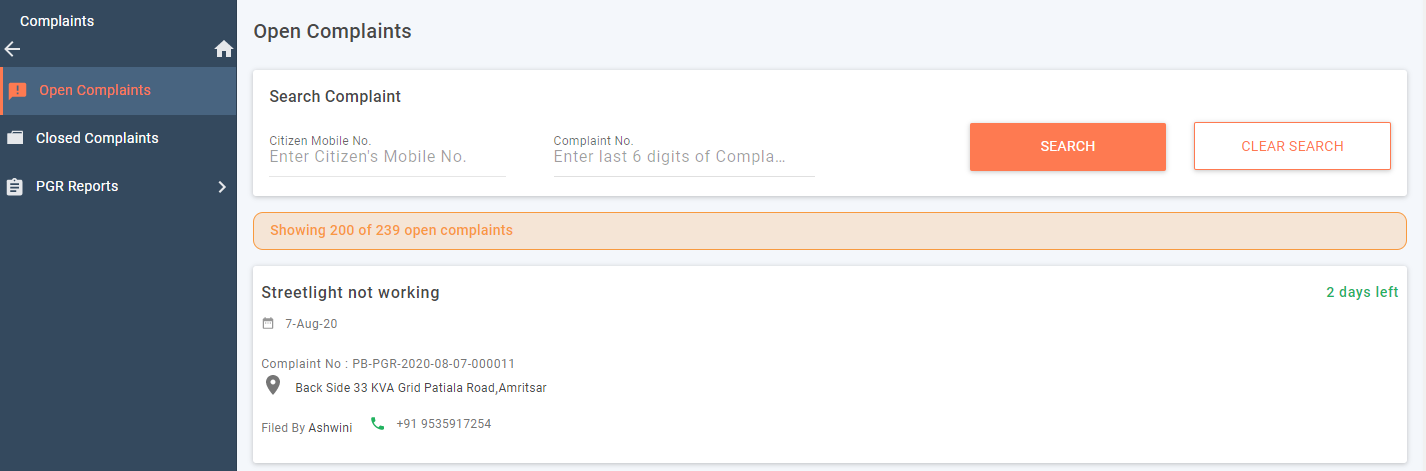 Complaints
Open Complaints
Closed Complaints
PGR Reports
Open Complaints
Search Complaint
Citizen Mobile No.
Enter Citizen's Mobile No.
Complaint No.
Enter last 6 digits of Compla...
SEARCH
CLEAR SEARCH
Showing 200 of 239 open complaints
Streetlight not working
2 days left
7-Aug-20
Complaint No : PB-PGR-2020-08-07-000011
Back Side 33 KVA Grid Patiala Road,Amritsar
Filed By Ashwini +91 9535917254